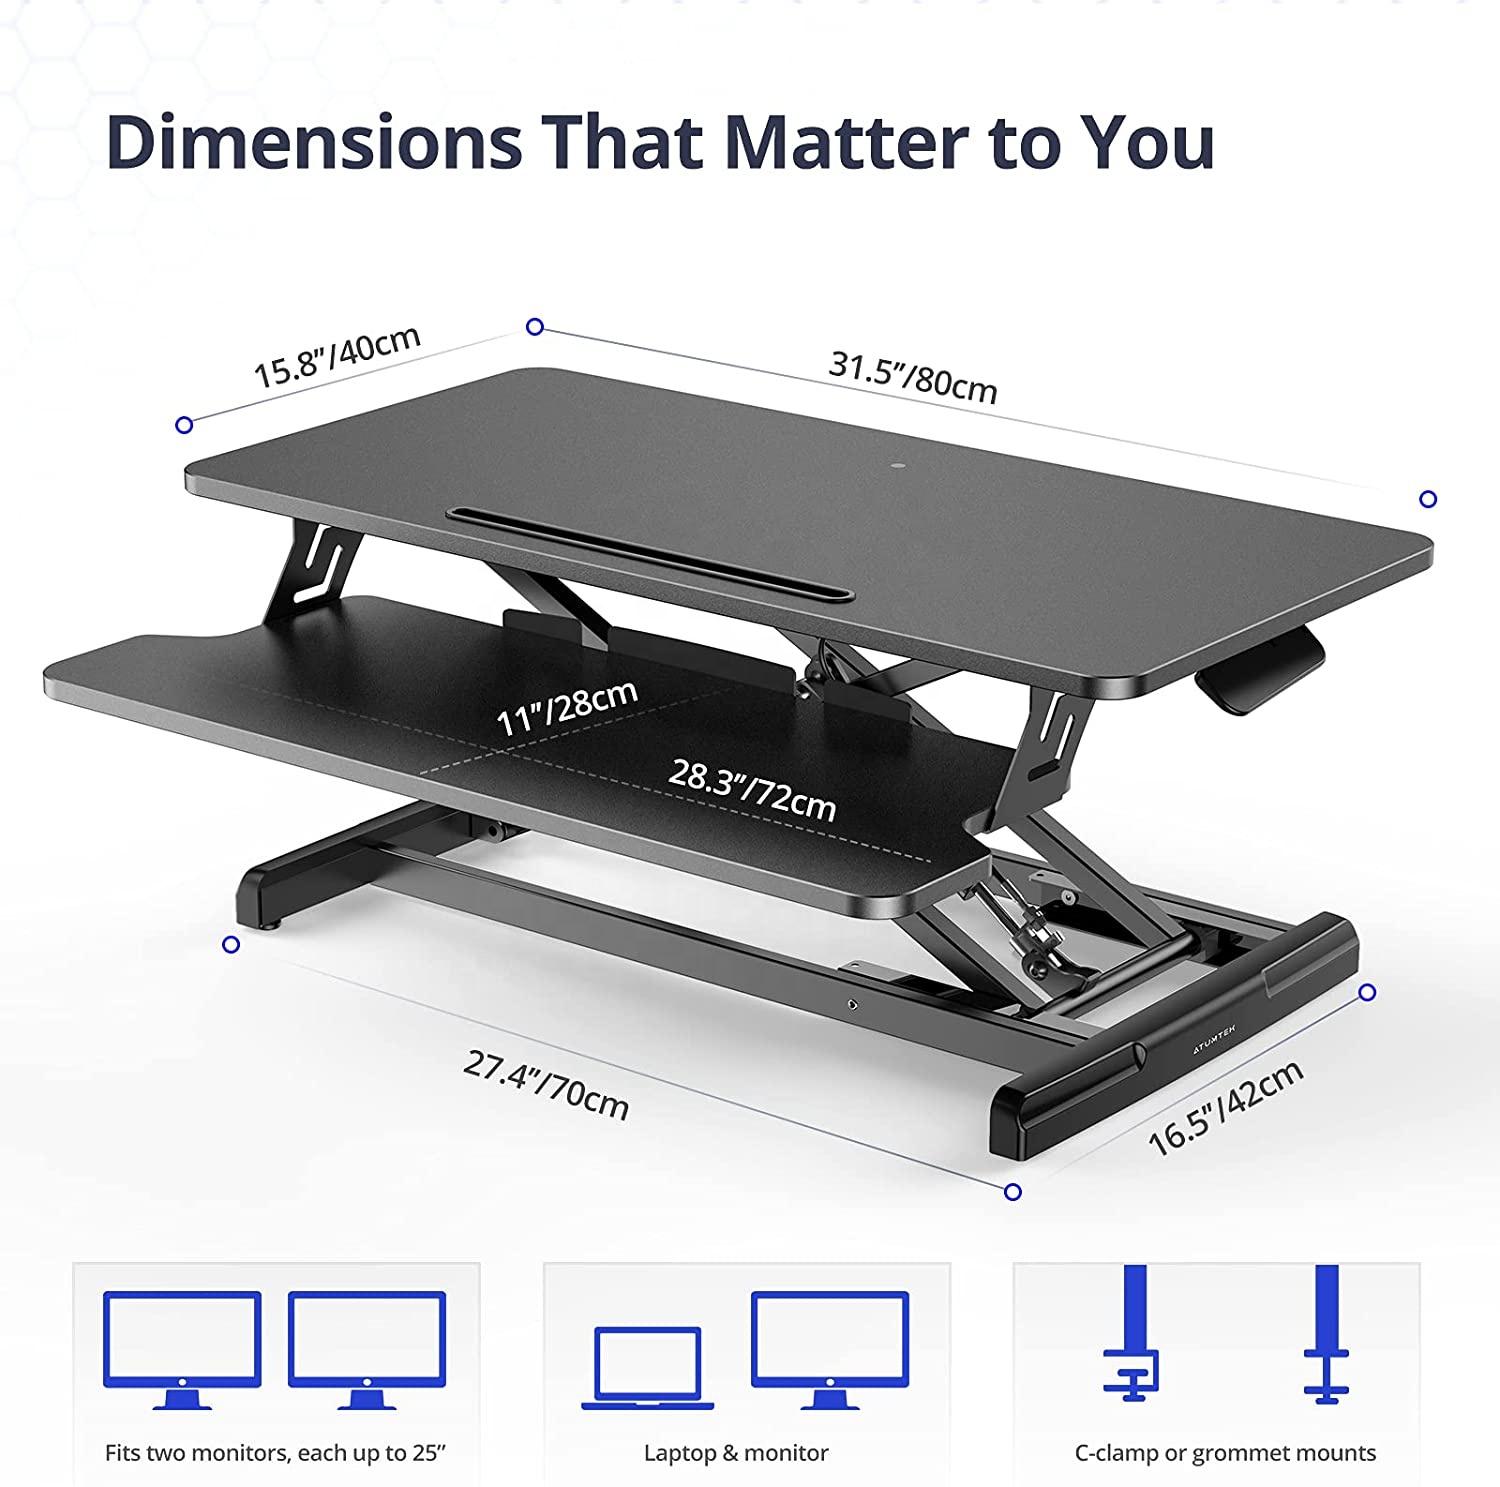 Dimensions That Matter to You
15.8"/40cm
31.5"/80cm
11"/28cm
28.3"/72cm
ATUMTEK
27.4"/70cm
16.5"/42cm
Fits two monitors, each up to 25”
Laptop & monitor
C-clamp or grommet mounts